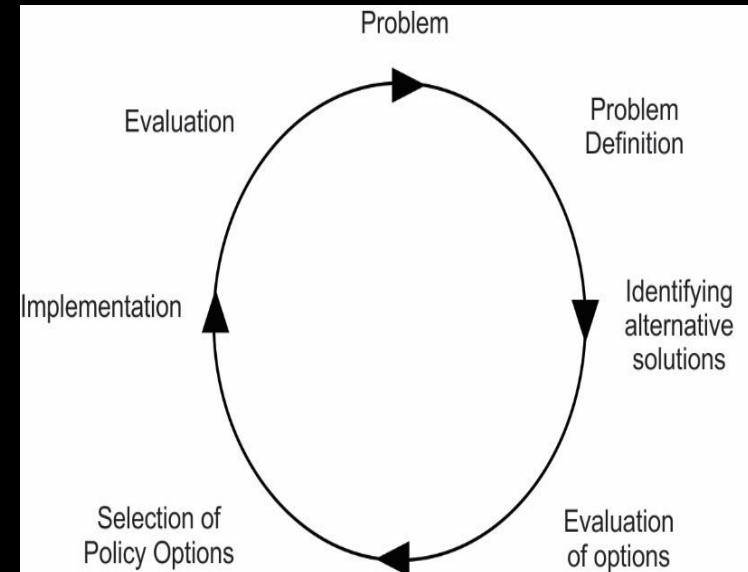 Problem
Problem
Definition
Identifying
alternative
solutions
Evaluation
of options
Selection of
Policy Options
Implementation
Evaluation